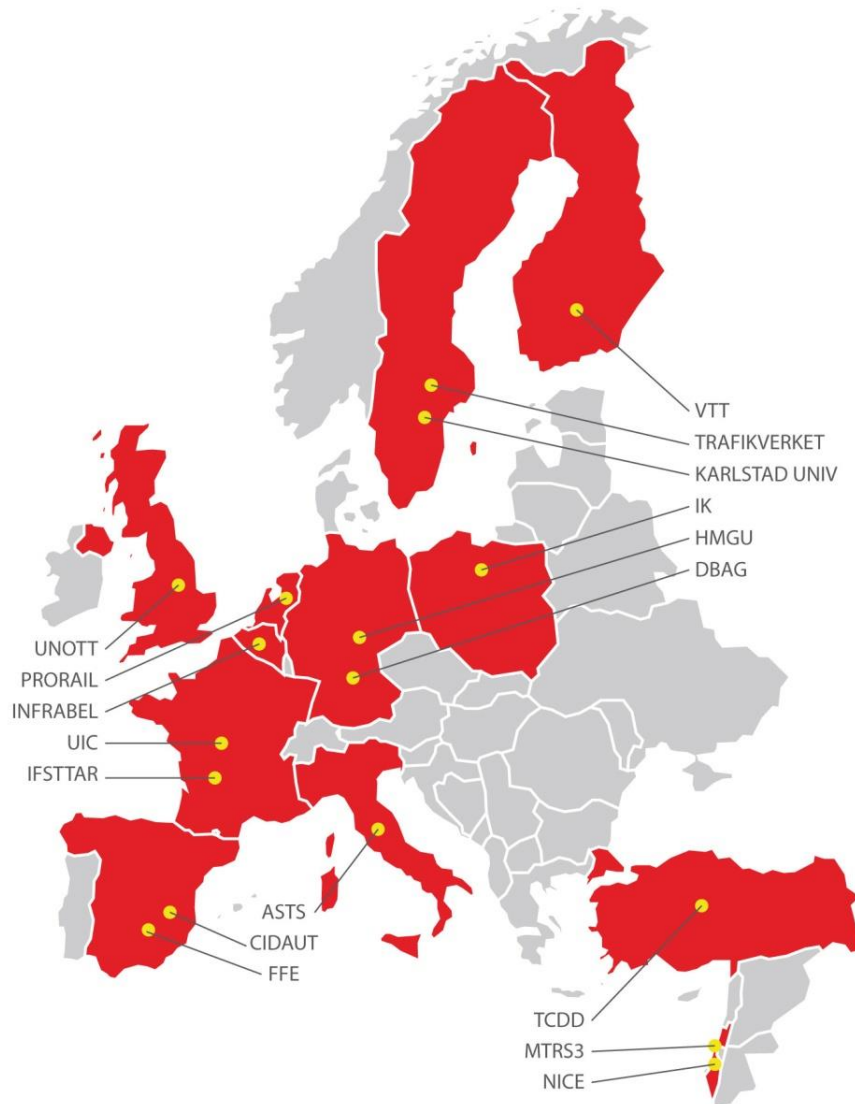 VTT
TRAFIKVERKET
KARLSTAD UNIV
IK
HMGU
DBAG
UNOTT
PRORAIL
INFRABEL
UIC
IFSTTAR
ASTS
CIDAUT
FFE
TCDD
MTRS3
NICE